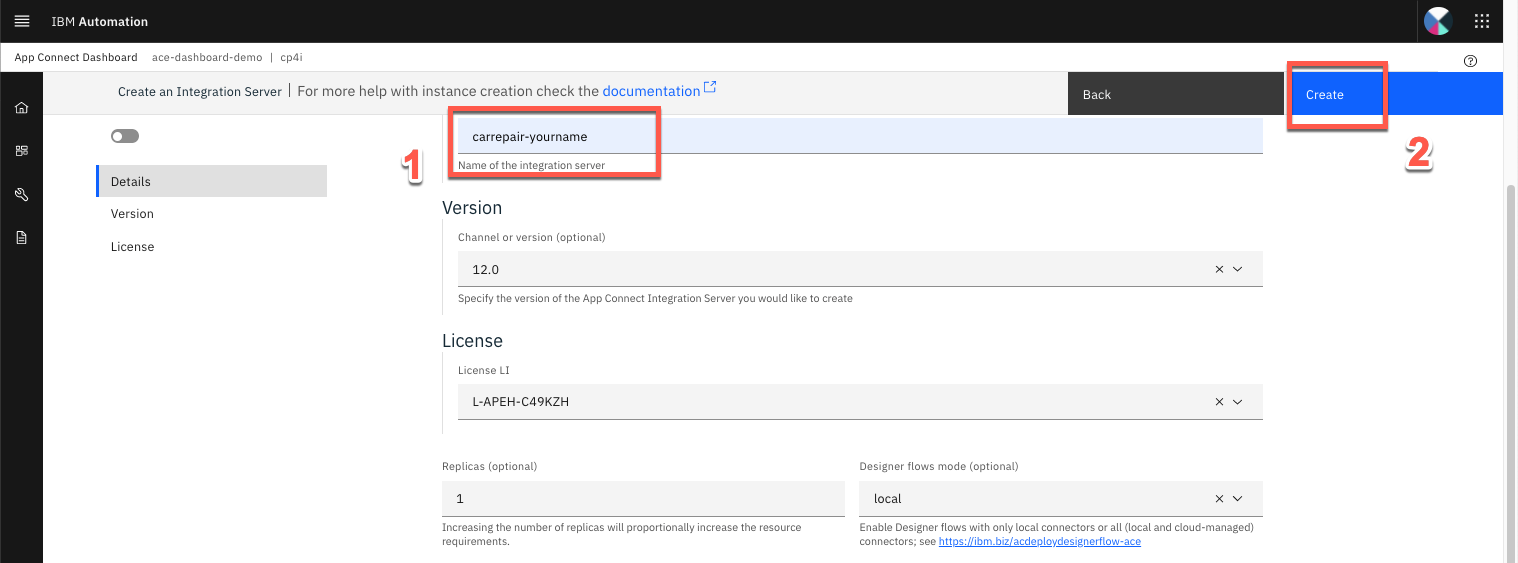 IBM Automation
App Connect Dashboard ace-dashboard-demo | cp4i
Create an Integration Server | For more help with instance creation check the documentation
Back
Create
carrepair-yourname
Name of the integration server
1
2
Details
Version
License
Version
Channel or version (optional)
12.0
Specify the version of the App Connect Integration Server you would like to create
License
License LI
L-APEH-C49KZH
Replicas (optional)
1
Increasing the number of replicas will proportionally increase the resource
requirements.
Designer flows mode (optional)
local
Enable Designer flows with only local connectors or all (local and cloud-managed)
connectors; see https://ibm.biz/acdeploydesignerflow-ace